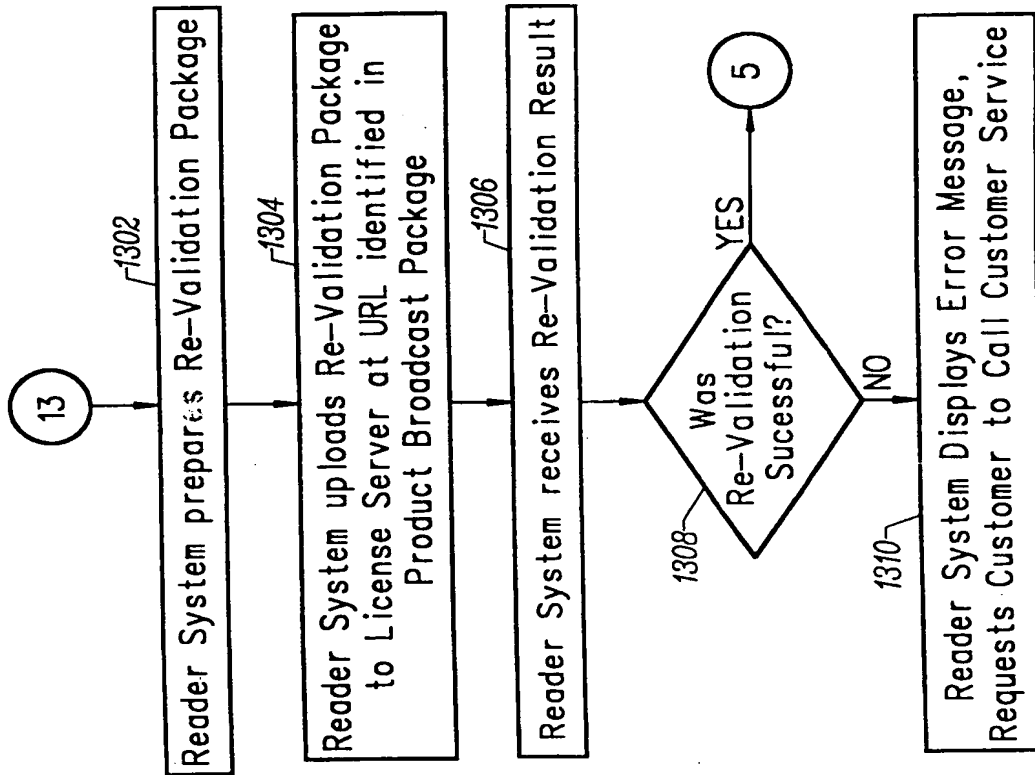 13
1302
Reader System prepares Re-Validation Package
1304
Reader System uploads Re-Validation Package
to License Server at URL identified in
Product Broadcast Package
1306
Reader System receives Re-Validation Result
1308
Was
Re-Validation
Sucessful?
YES
5
NO
1310
Reader System Displays Error Message,
Requests Customer to Call Customer Service